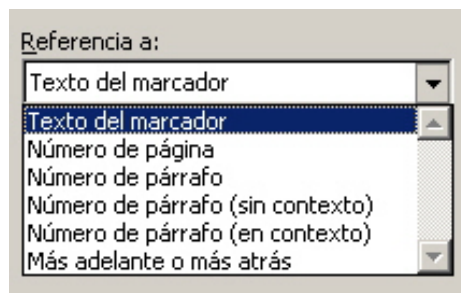 Referencia a:
Texto del marcador
Texto del marcador
Número de página
Número de párrafo
Número de párrafo (sin contexto)
Número de párrafo (en contexto)
Más adelante o más atrás